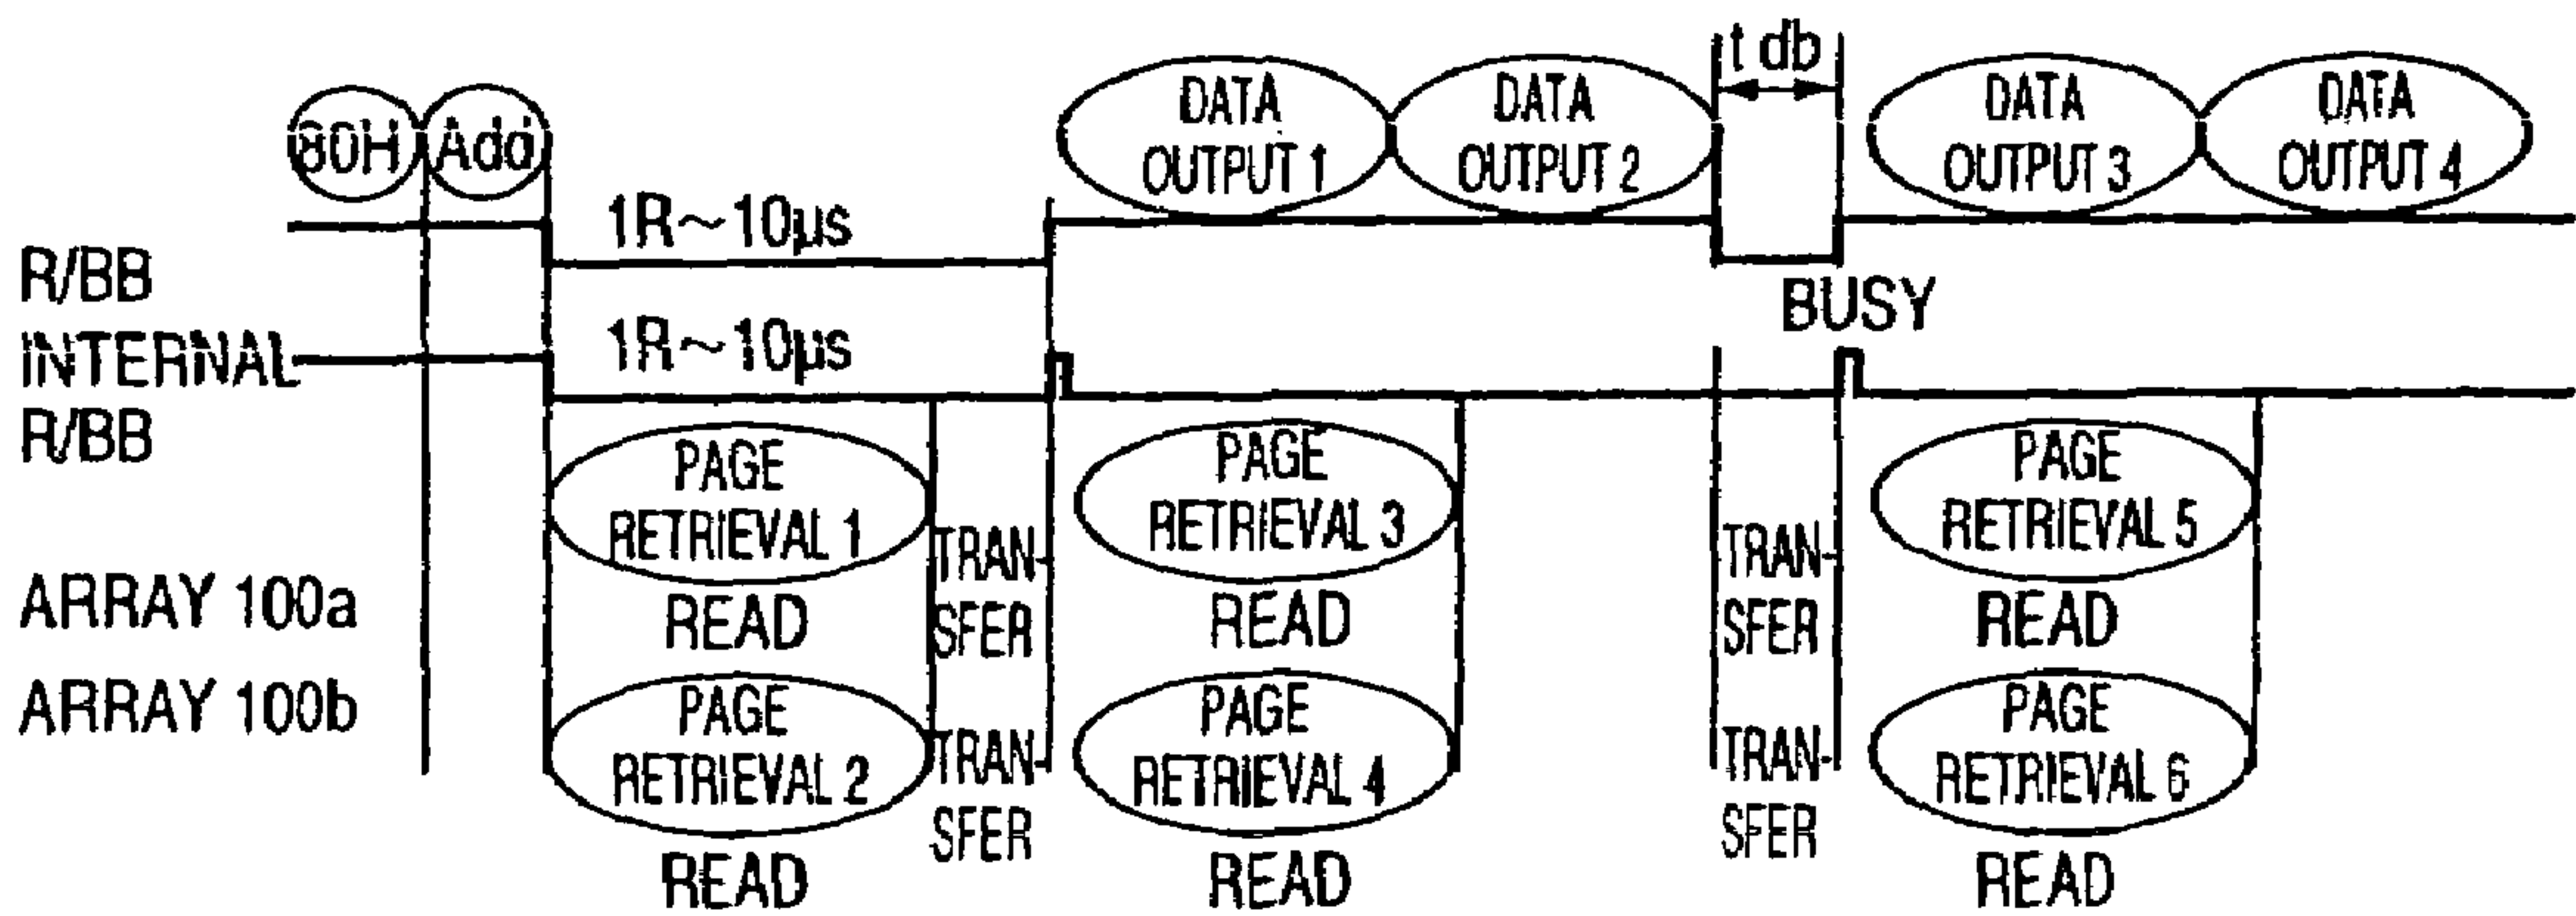 t db
DATA OUTPUT 1
DATA OUTPUT 2
DATA OUTPUT 3
DATA OUTPUT 4
Add
R/BB
1R~10µs
BUSY
INTERNAL R/BB
1R~10µs
ARRAY 100a
PAGE RETRIEVAL 1
READ
TRAN-
SFER
PAGE RETRIEVAL 3
READ
TRAN-
SFER
PAGE RETRIEVAL 5
READ
ARRAY 100b
PAGE RETRIEVAL 2
READ
TRAN-
SFER
PAGE RETRIEVAL 4
READ
TRAN-
SFER
PAGE RETRIEVAL 6
READ